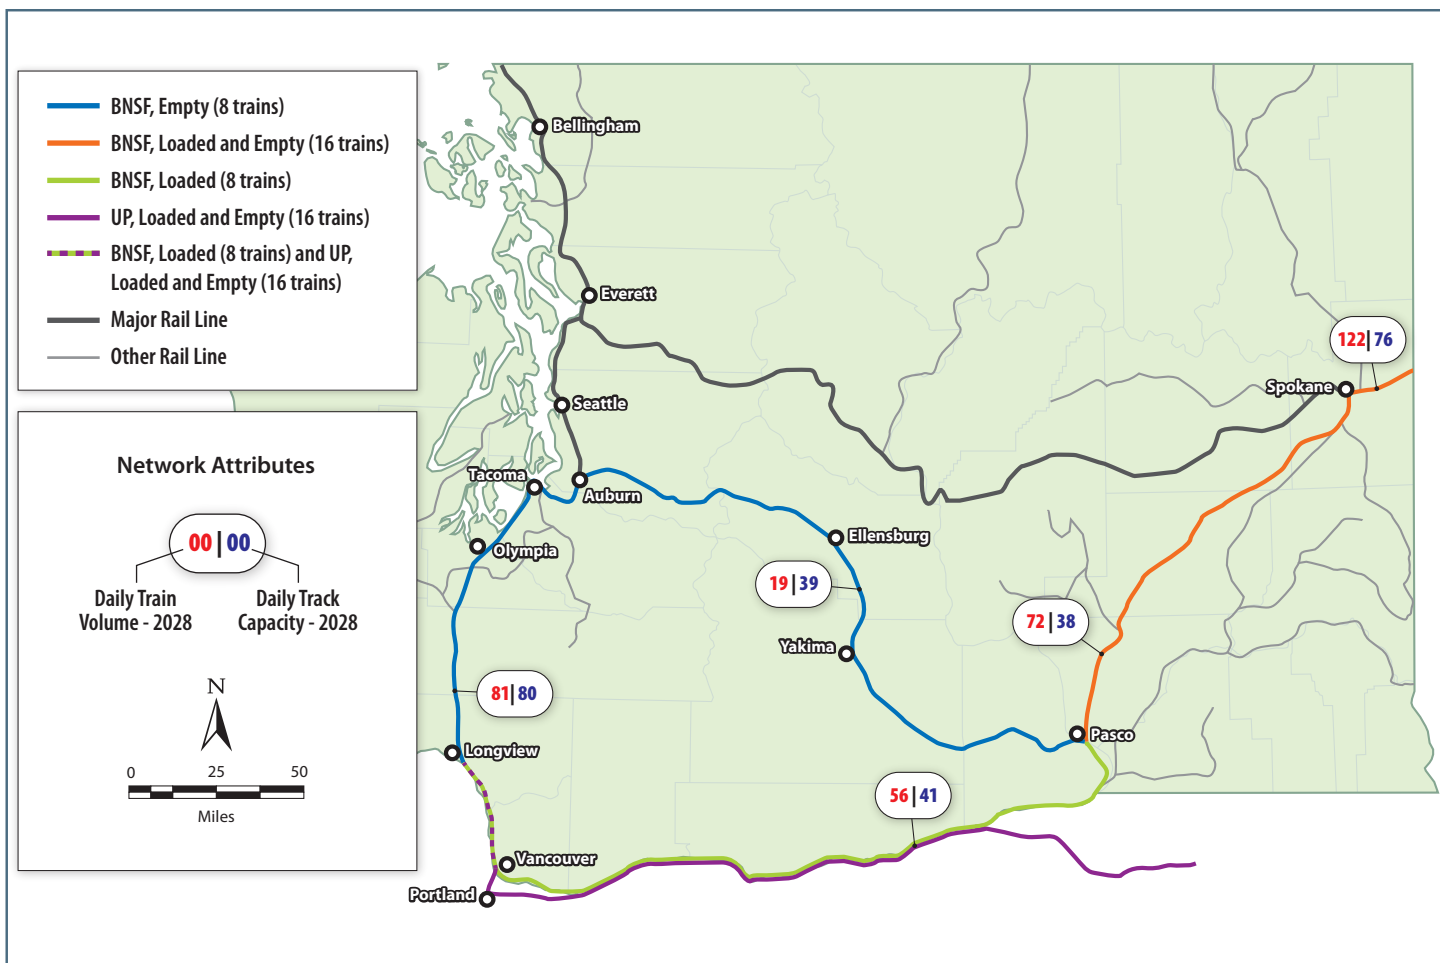 BNSF, Empty (8 trains)
BNSF, Loaded and Empty (16 trains)
BNSF, Loaded (8 trains)
UP, Loaded and Empty (16 trains)
BNSF, Loaded (8 trains) and UP,
Loaded and Empty (16 trains)
Major Rail Line
Other Rail Line
Network Attributes
00|00
Daily Train
Volume - 2028
Daily Track
Capacity - 2028
N
0 25 50
Miles
Bellingham
Everett
122|76
Spokane
Seattle
Tacoma
Auburn
Ellensburg
Olympia
19|39
72|38
Yakima
81|80
Pasco
Longview
56|41
Vancouver
Portland